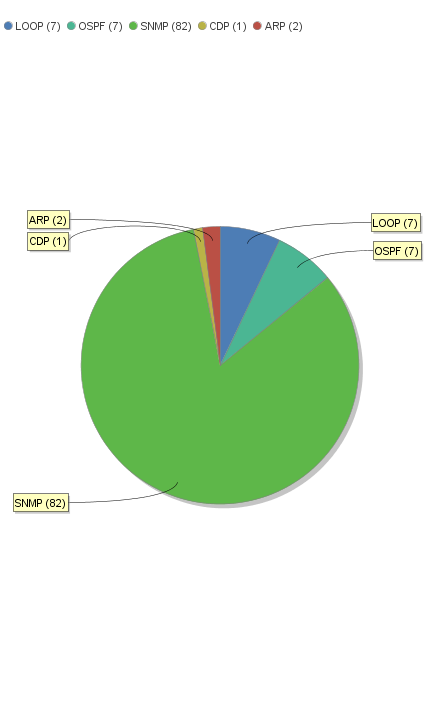 LOOP (7) OSPF (7) SNMP (82) CDP (1) ARP (2)
ARP (2)
LOOP (7)
CDP (1)
OSPF (7)
SNMP (82)